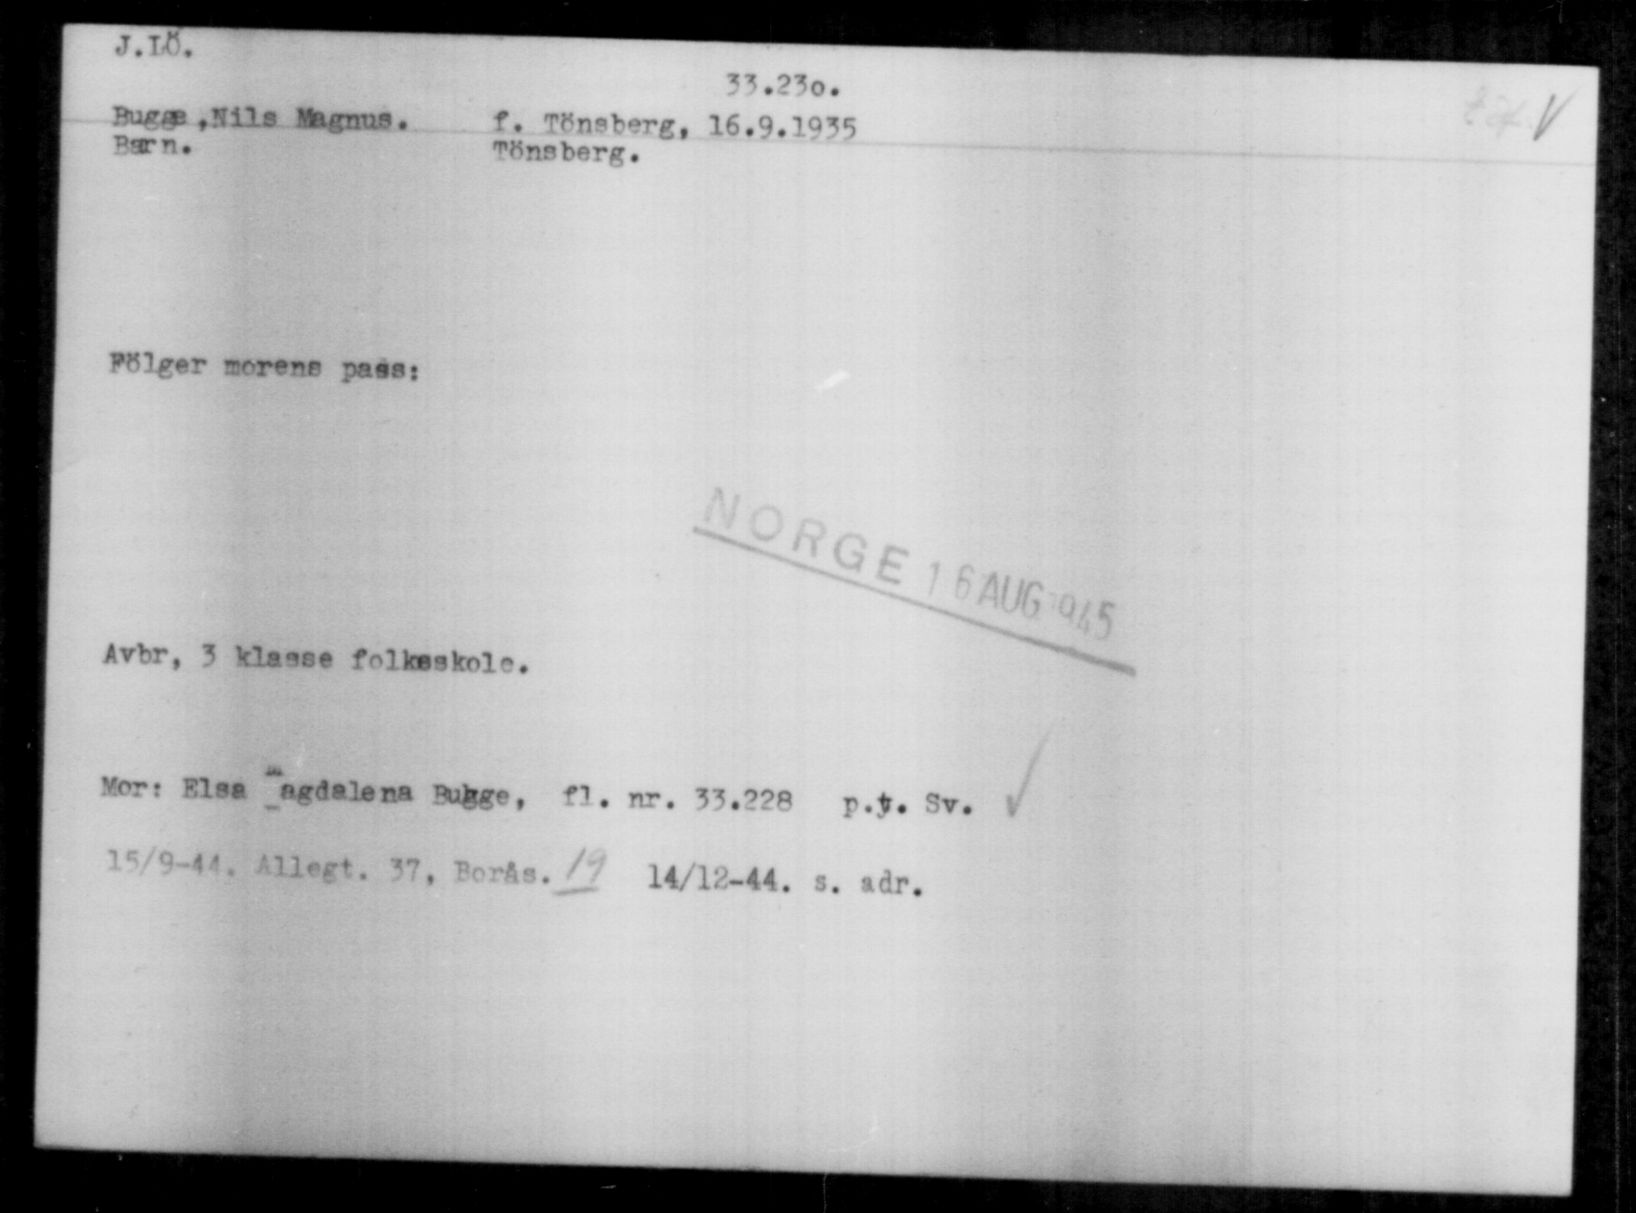 J.LÖ.
33.23o.
Bugge ,Nils Magnus. f. Tönsberg, 16.9.1935
Barn. Tönsberg.
Fölger morens pass:
NORGE 16 AUG 1945
Avbr, 3 klasse folkeskole.
Mor: Elsa Magdalena Bugge, fl. nr. 33.228 p.t. Sv.
15/9-44. Allegt. 37, Borås. 19 14/12-44. s. adr.